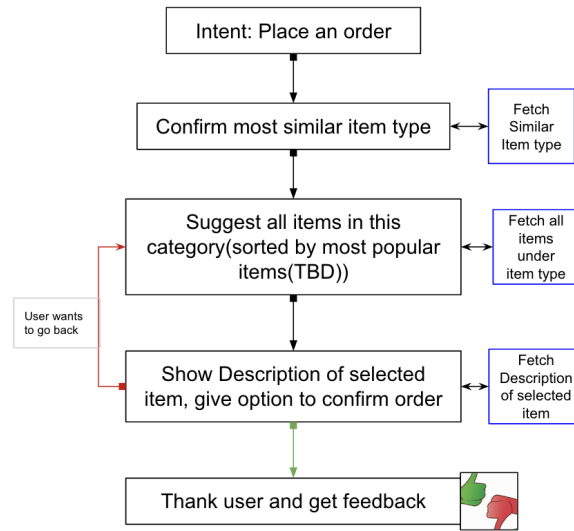 Intent: Place an order
Confirm most similar item type
Fetch
Similar
Item type
Suggest all items in this
category(sorted by most popular
items(TBD))
Fetch all
items
under
item type
User wants
to go back
Show Description of selected
item, give option to confirm order
Fetch
Description
of selected
item
Thank user and get feedback